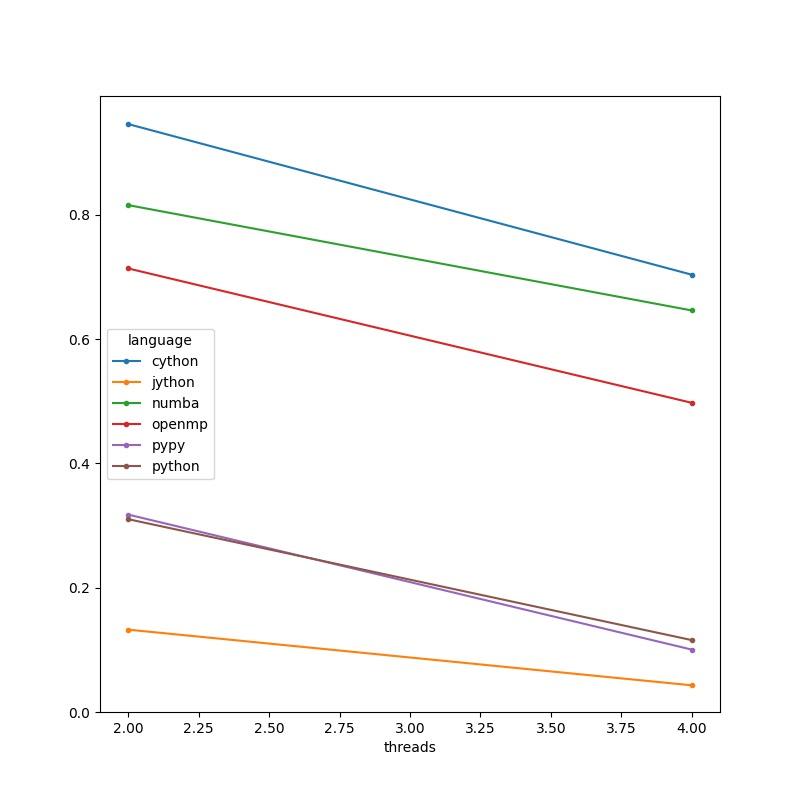 0.8
0.6
0.4
0.2
0.0
language
cython
jython
numba
openmp
pypy
python
2.00 2.25 2.50 2.75 3.00 3.25 3.50 3.75 4.00
threads